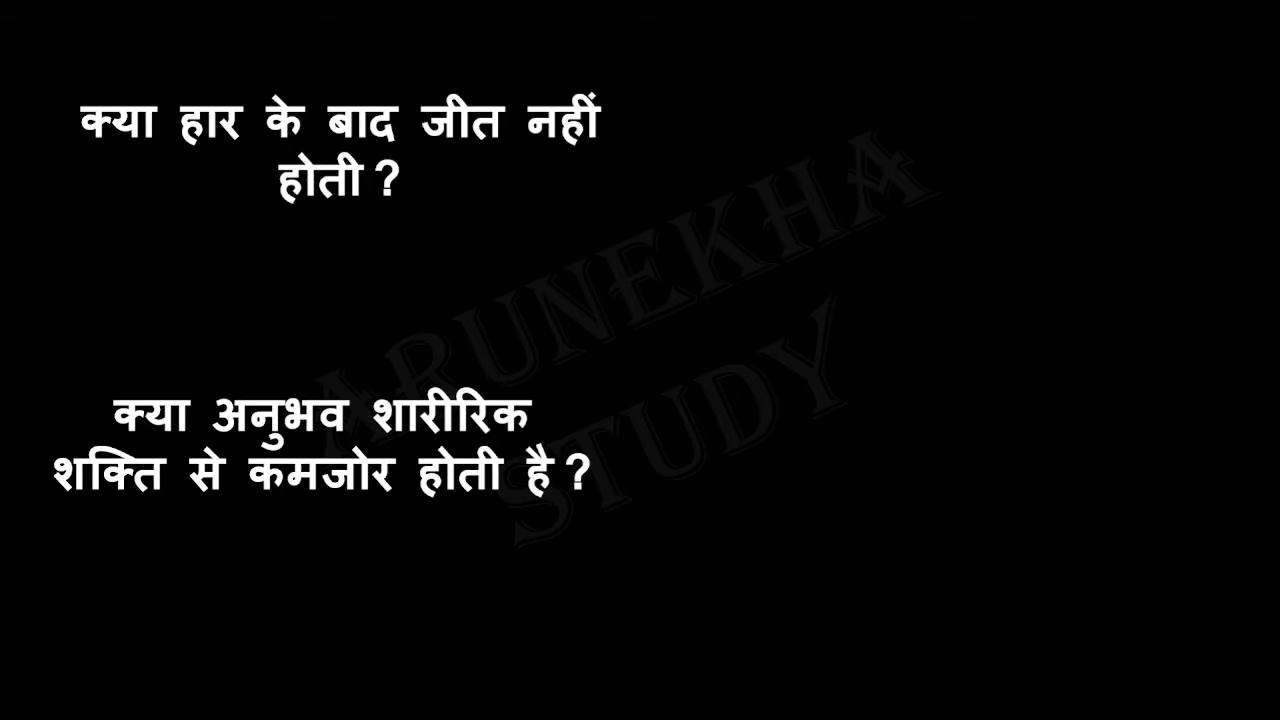 क्या हार के बाद जीत नहीं
होती ?
ARUNEKHA
STUDY
क्या अनुभव शारीरिक
शक्ति से कमजोर होती है ?